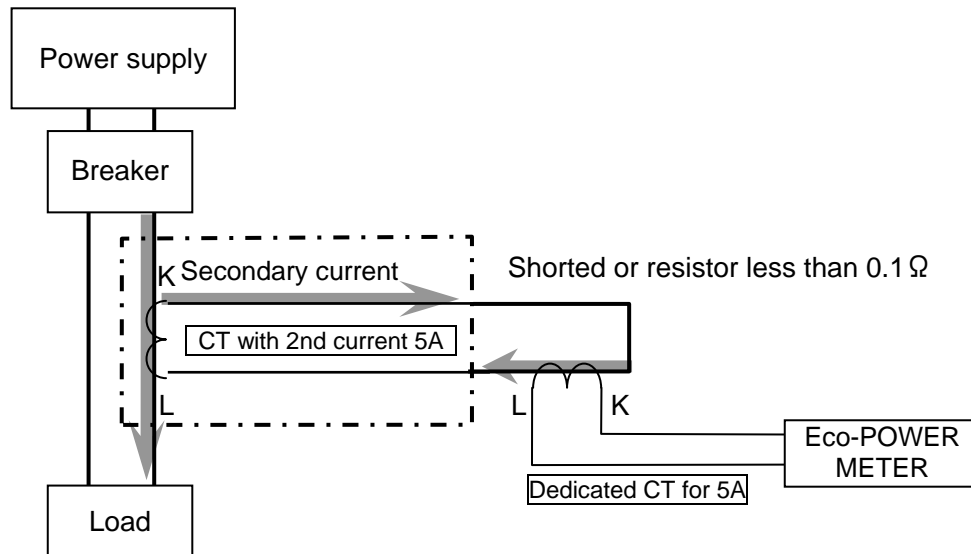 Power supply
Breaker
K
Secondary current
Shorted or resistor less than 0.1Ω
CT with 2nd current 5A
L
L
K
Eco-POWER
METER
Dedicated CT for 5A
Load